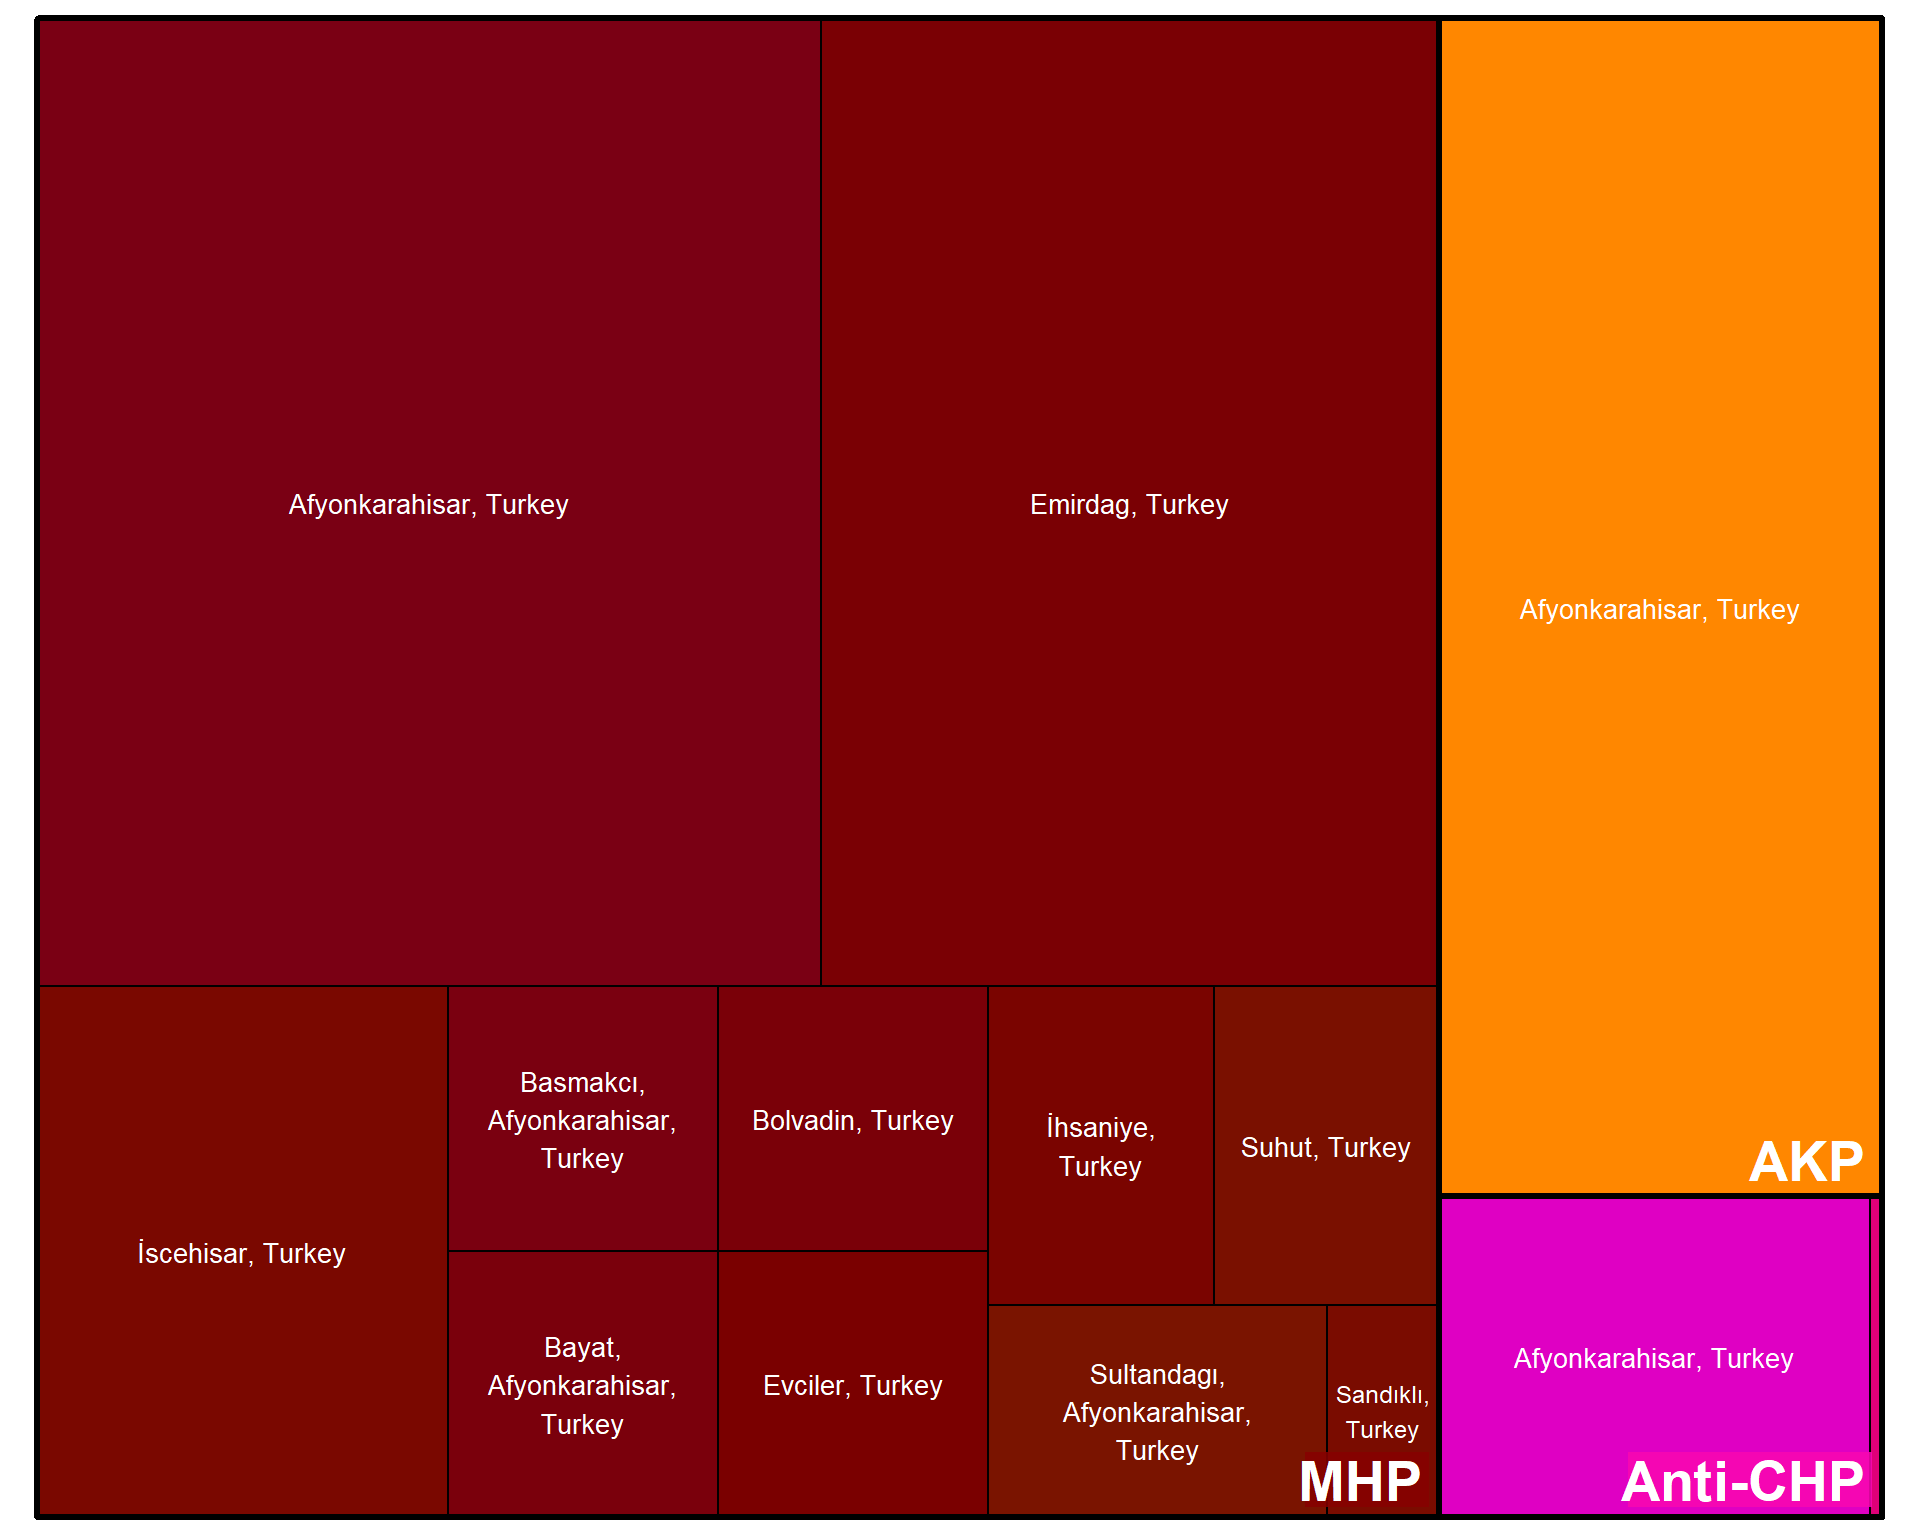 Afyonkarahisar, Turkey
Emirdag, Turkey
Afyonkarahisar, Turkey
AKP
İscehisar, Turkey
Basmakcı,
Afyonkarahisar,
Turkey
Bolvadin, Turkey
İhsaniye,
Turkey
Suhut, Turkey
Bayat,
Afyonkarahisar,
Turkey
Evciler, Turkey
Sultandagı,
Afyonkarahisar,
Turkey
Sandıklı,
Turkey
MHP
Afyonkarahisar, Turkey
Anti-CHP